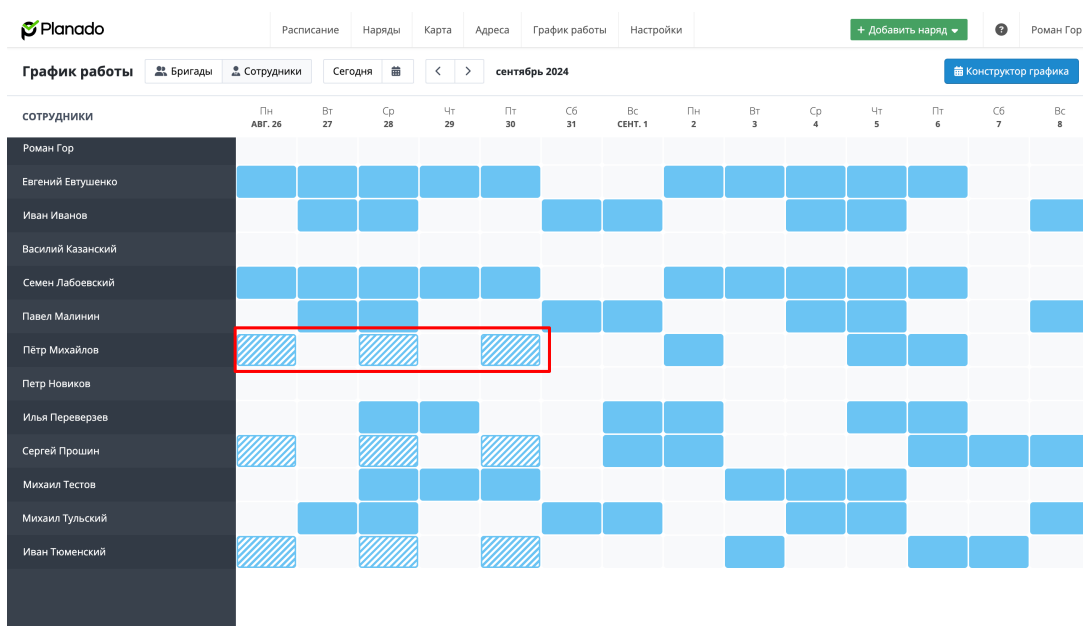 Planado Расписание Наряды Карта Адреса График работы Настройки + Добавить наряд ? Роман Гор
График работы Бригады Сотрудники Сегодня сентябрь 2024 Конструктор графика
СОТРУДНИКИ Пн Вт Ср Чт Пт Сб Вс Пн Вт Ср Чт Пт Сб Вс
АВГ. 26 27 28 29 30 31 СЕНТ. 1 2 3 4 5 6 7 8
Роман Гор
Евгений Евтушенко
Иван Иванов
Василий Казанский
Семен Лабоевский
Павел Малинин
Пётр Михайлов
Петр Новиков
Илья Переверзев
Сергей Прошин
Михаил Тестов
Михаил Тульский
Иван Тюменский